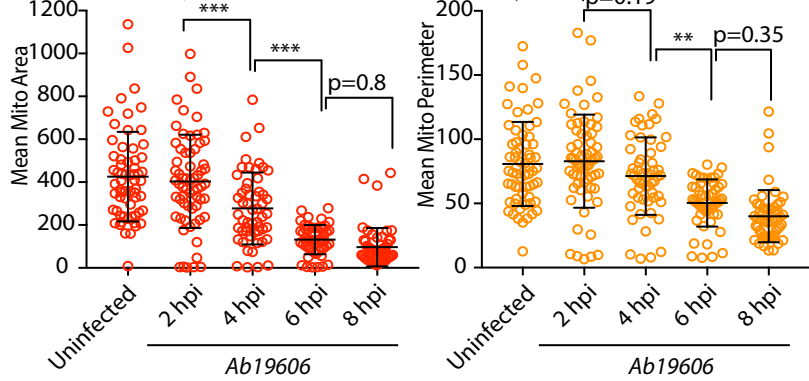 1200
1000
800
600
400
200
0
Mean Mito Area
***
***
p=0.8
Uninfected
2 hpi
4 hpi
6 hpi
8 hpi
Ab19606
200
150
100
50
0
Mean Mito Perimeter
p=0.19
**
p=0.35
Uninfected
2 hpi
4 hpi
6 hpi
8 hpi
Ab19606